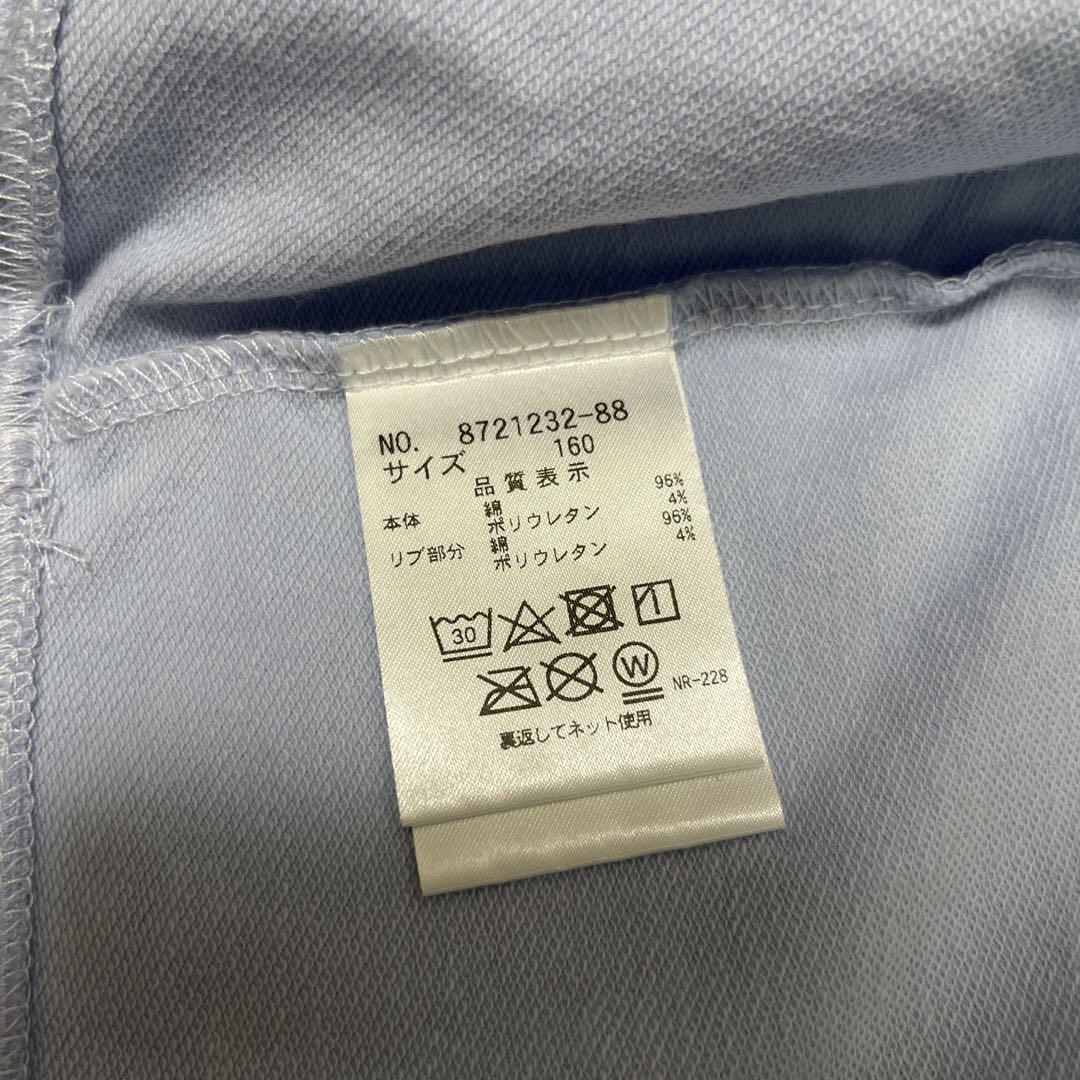 NO. 8721232-88
サイズ 160
品質表示
本体 綿 96%
ポリウレタン 4%
リブ部分 綿 96%
ポリウレタン 4%
30
W NR-228
裏返してネット使用